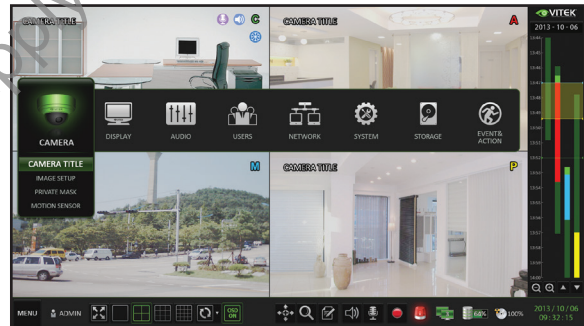 CAMERA TITLE
C
CAMERA TITLE
A
VITEK
2013 - 10 - 06
CAMERA
DISPLAY
AUDIO
USERS
NETWORK
SYSTEM
STORAGE
EVENT&
ACTION
CAMERA TITLE
IMAGE SETUP
PRIVATE MASK
MOTION SENSOR
M
CAMERA TITLE
P
MENU
ADMIN
OSD
ON
64%
100%
2013 / 10 / 06
09 : 32 : 15